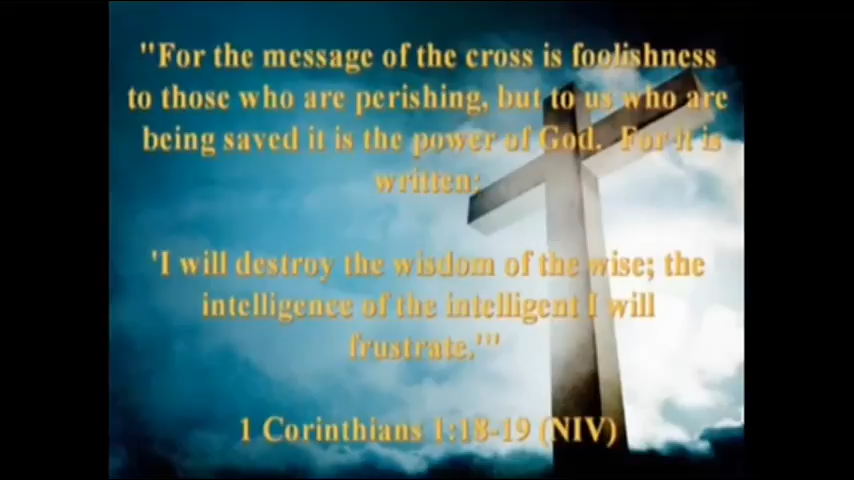 "For the message of the cross is foolishness
to those who are perishing, but to us who are
being saved it is the power of God. For it is
written:
'I will destroy the wisdom of the wise; the
intelligence of the intelligent I will
frustrate.'"
1 Corinthians 1:18-19 (NIV)